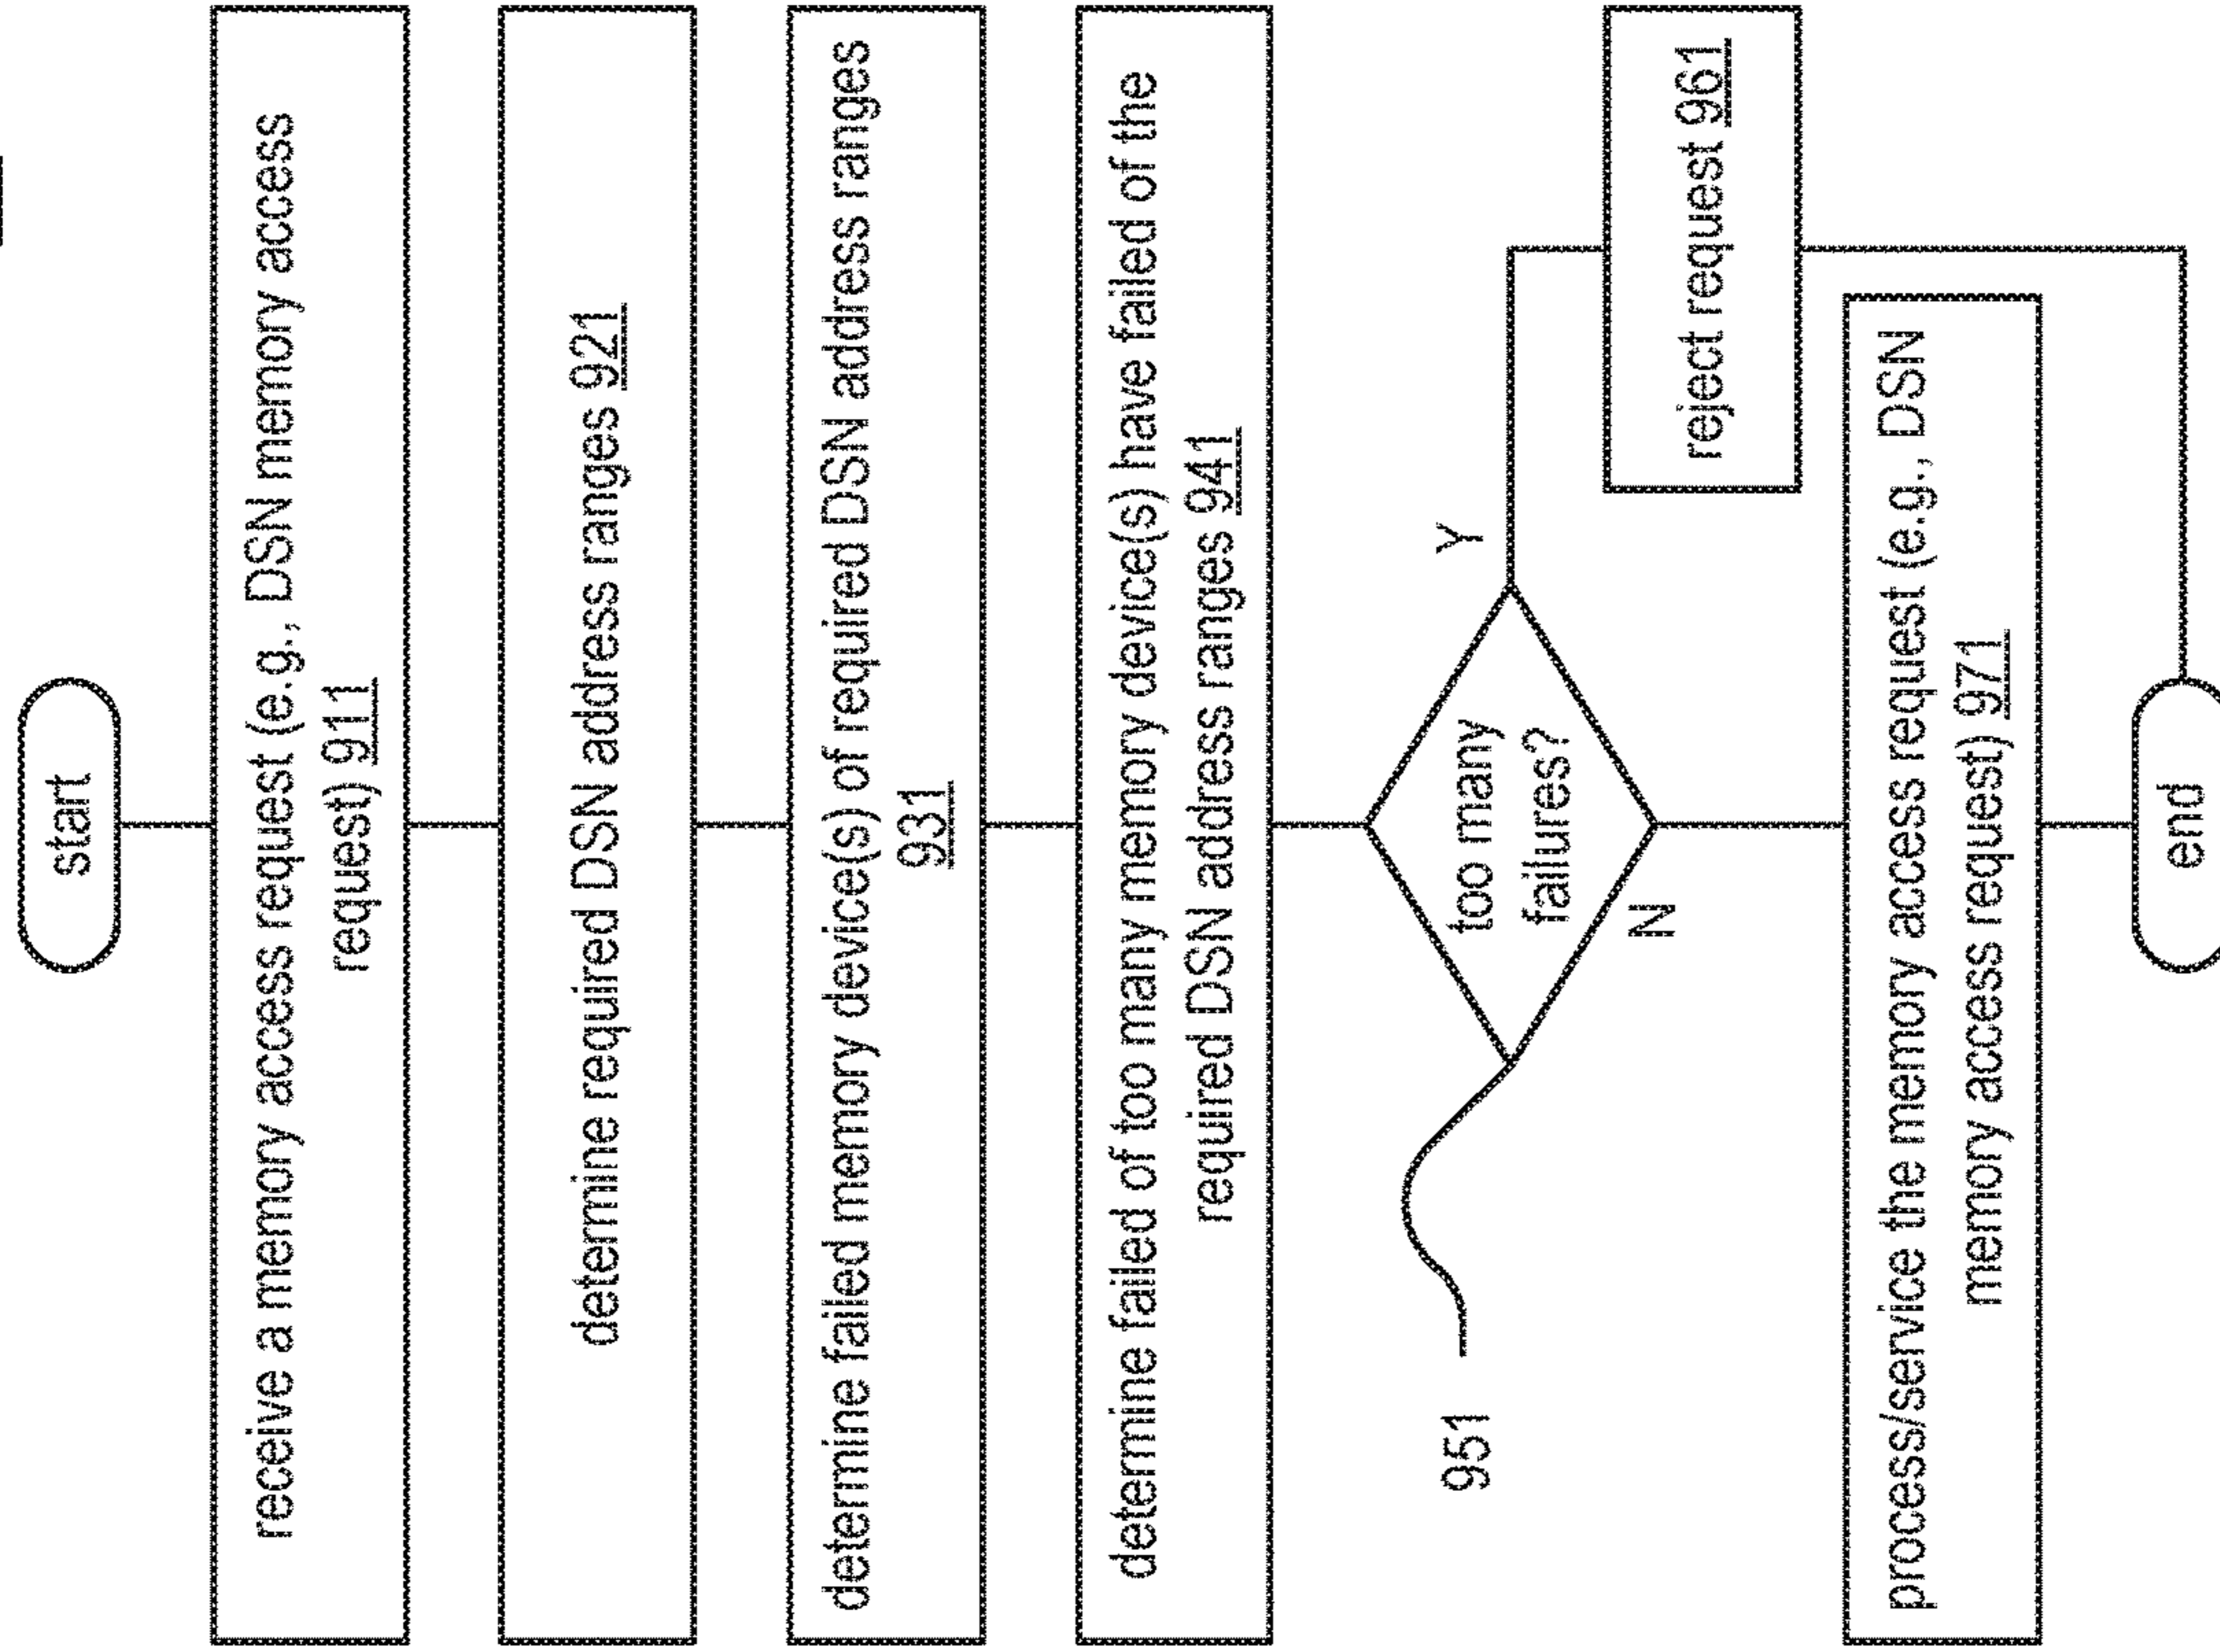 start
receive a memory access request (e.g., DSN memory access
request) 911
determine required DSN address ranges 921
determine failed memory device(s) of required DSN address ranges
931
determine failed of too many memory device(s) have failed of the
required DSN address ranges 941
too many
failures?
Y
N
951
reject request 961
process/service the memory access request (e.g., DSN
memory access request) 971
end